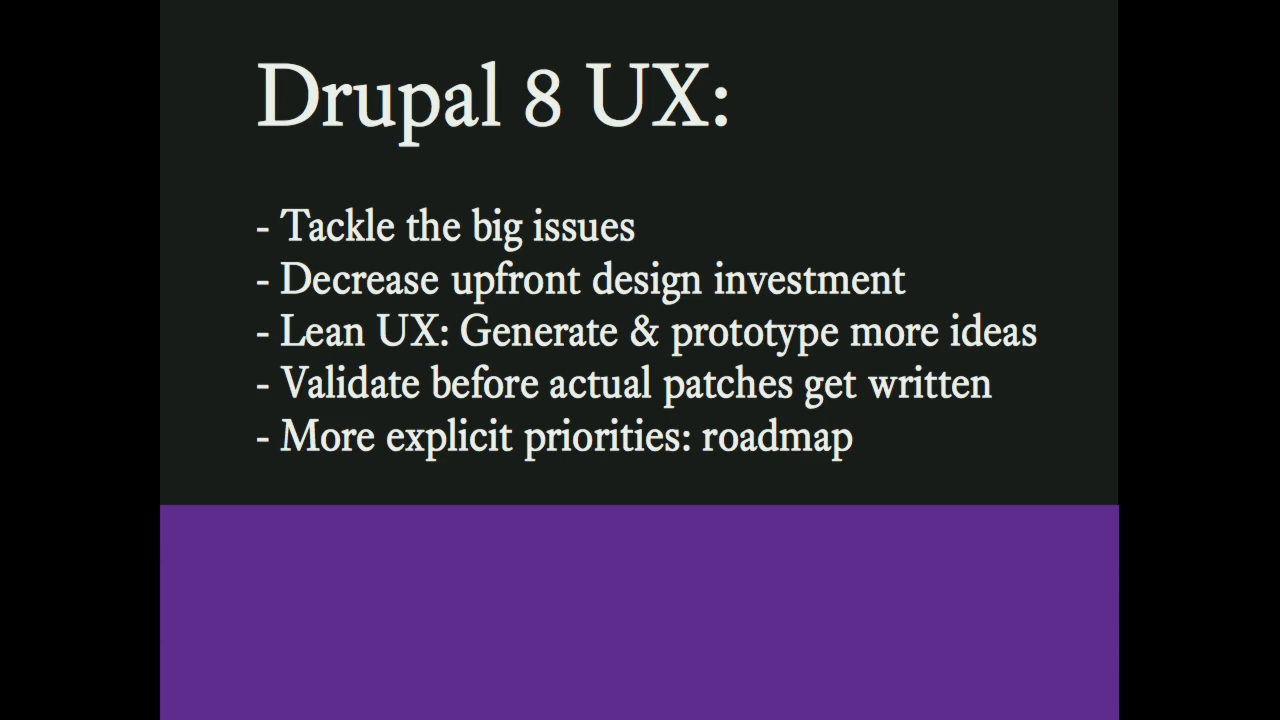 Drupal 8 UX:
- Tackle the big issues
- Decrease upfront design investment
- Lean UX: Generate & prototype more ideas
- Validate before actual patches get written
- More explicit priorities: roadmap